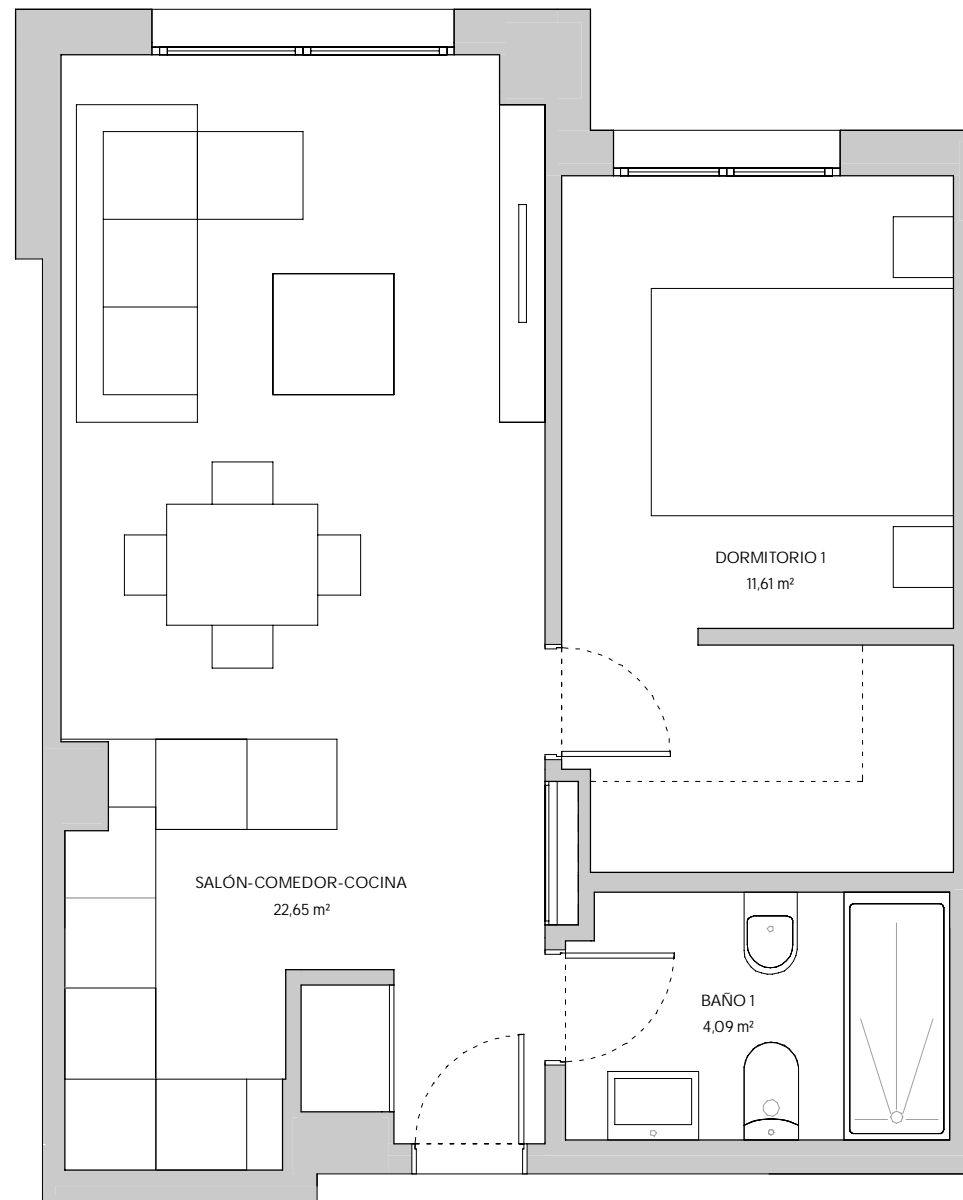 DORMITORIO 1
11,61 m²
SALÓN-COMEDOR-COCINA
22,65 m²
BAÑO 1
4,09 m²